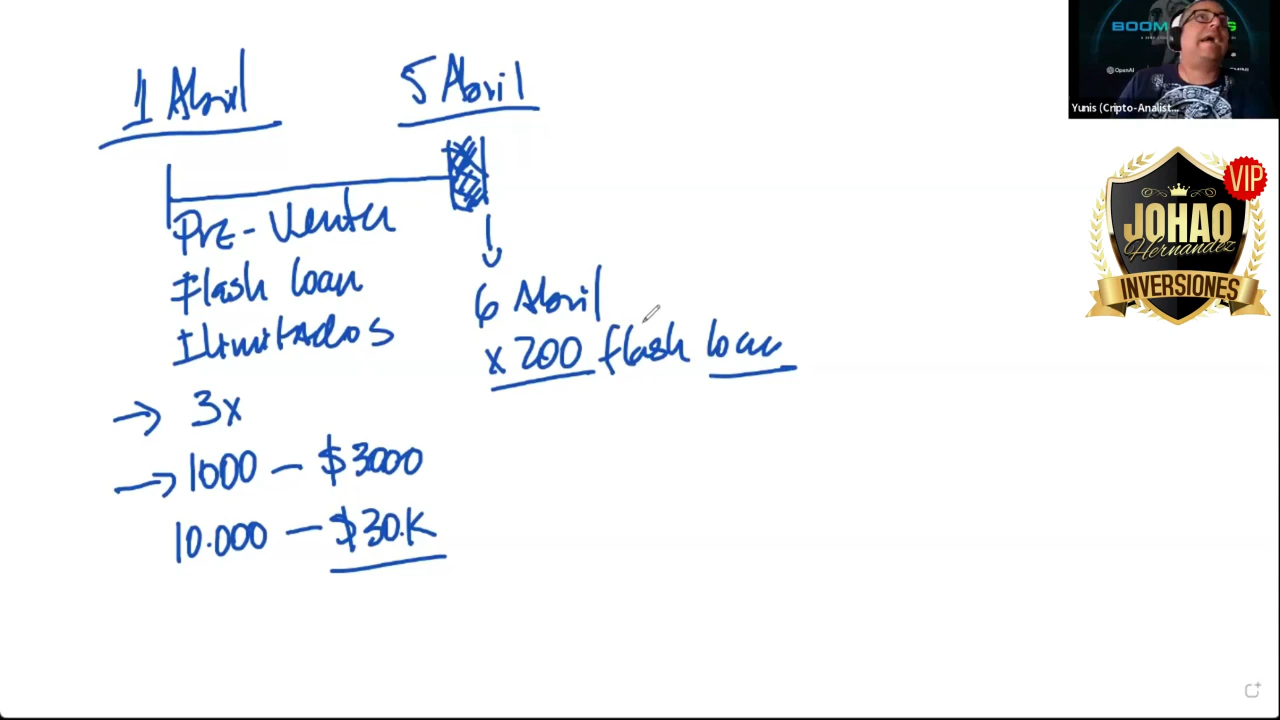 1 Abril
5 Abril
Pre-Venta
Flash loan
Ilimitados
→ 3x
→ 1000 — $3000
10.000 — $30.K
6 Abril
x 200 flash loan
BOOM
OpenAI
Yunis (Cripto-Analist...
VIP
JOHAO
Hernandez
INVERSIONES